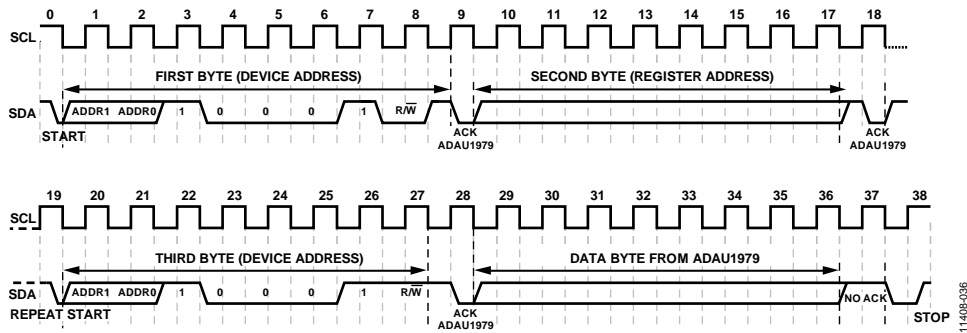 0 1 2 3 4 5 6 7 8 9 10 11 12 13 14 15 16 17 18
SCL
FIRST BYTE (DEVICE ADDRESS) SECOND BYTE (REGISTER ADDRESS)
SDA ADDR1 ADDR0 1 0 0 0 1 R/W
START ACK ADAU1979 ACK ADAU1979
19 20 21 22 23 24 25 26 27 28 29 30 31 32 33 34 35 36 37 38
SCL
THIRD BYTE (DEVICE ADDRESS) DATA BYTE FROM ADAU1979
SDA ADDR1 ADDR0 1 0 0 0 1 R/W NO ACK
REPEAT START ACK ADAU1979 STOP
11408-036